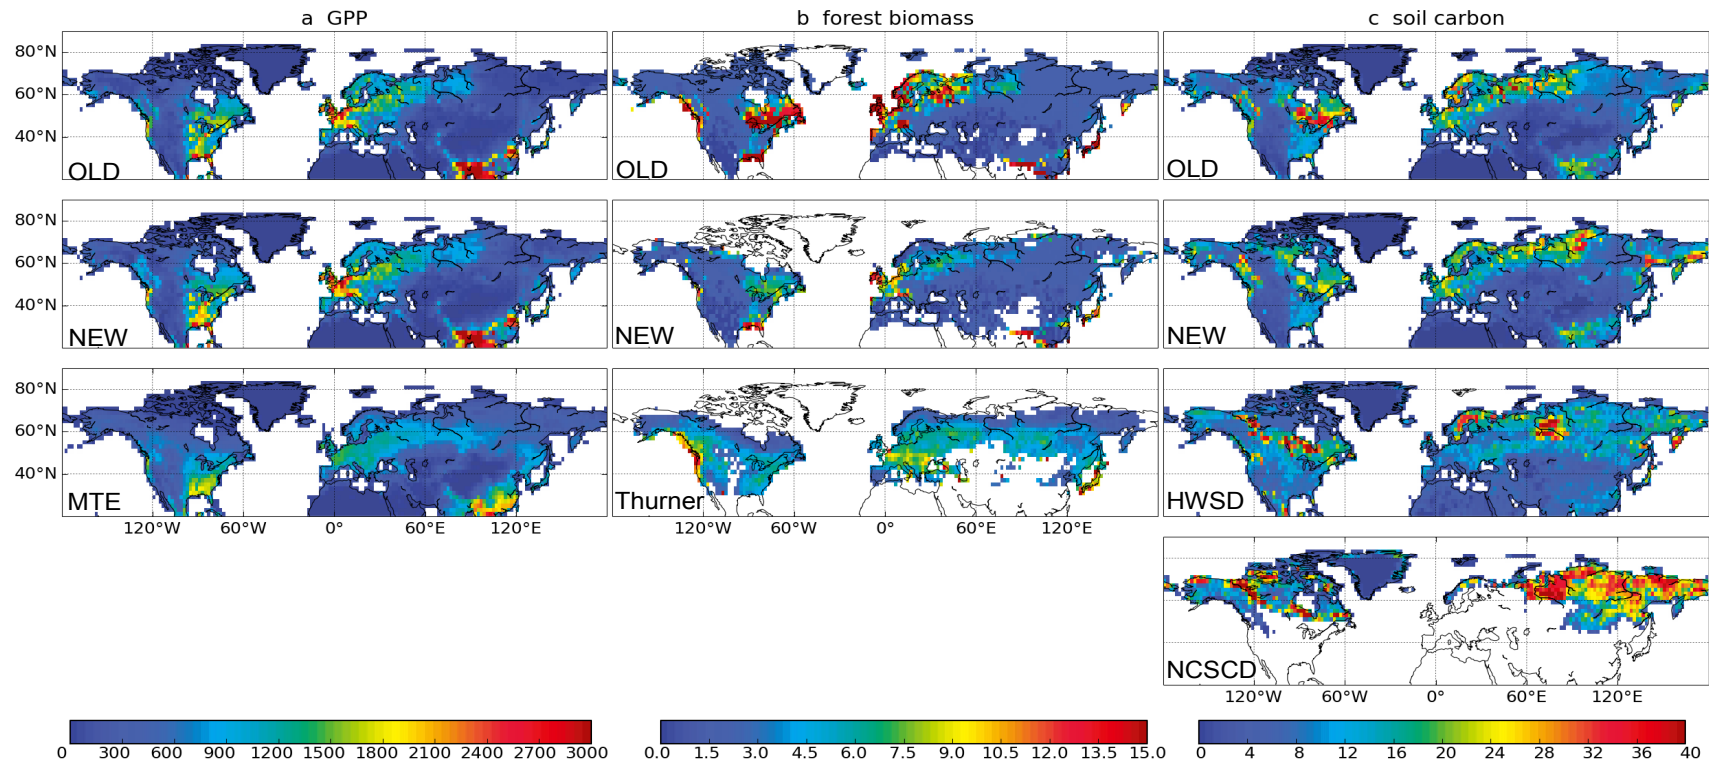 a GPP
b forest biomass
c soil carbon
80°N
60°N
40°N
OLD
OLD
OLD
80°N
60°N
40°N
NEW
NEW
NEW
80°N
60°N
40°N
MTE
Thurner
HWSD
120°W 60°W 0° 60°E 120°E
120°W 60°W 0° 60°E 120°E
NCSCD
120°W 60°W 0° 60°E 120°E
0 300 600 900 1200 1500 1800 2100 2400 2700 3000
0.0 1.5 3.0 4.5 6.0 7.5 9.0 10.5 12.0 13.5 15.0
0 4 8 12 16 20 24 28 32 36 40